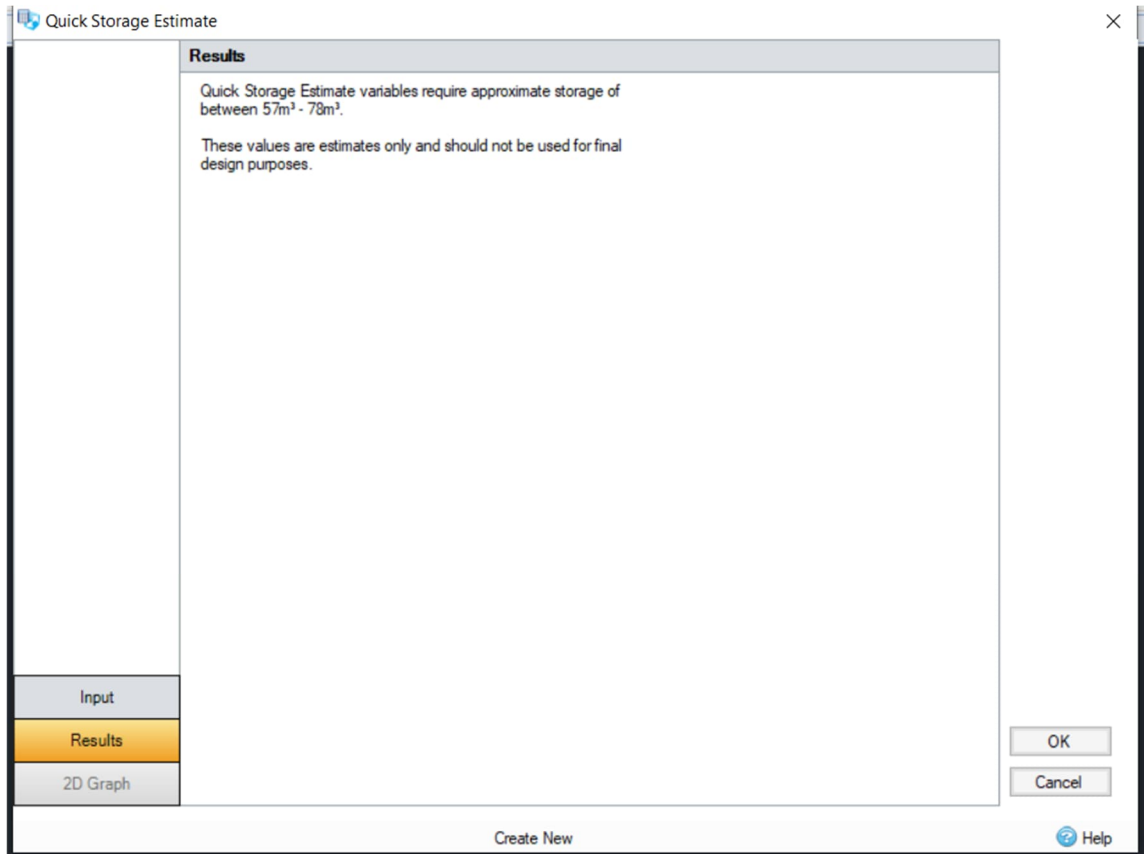 Quick Storage Estimate
Results
Quick Storage Estimate variables require approximate storage of
between 57m³ - 78m³.
These values are estimates only and should not be used for final
design purposes.
Input
Results
2D Graph
OK
Cancel
Create New
Help